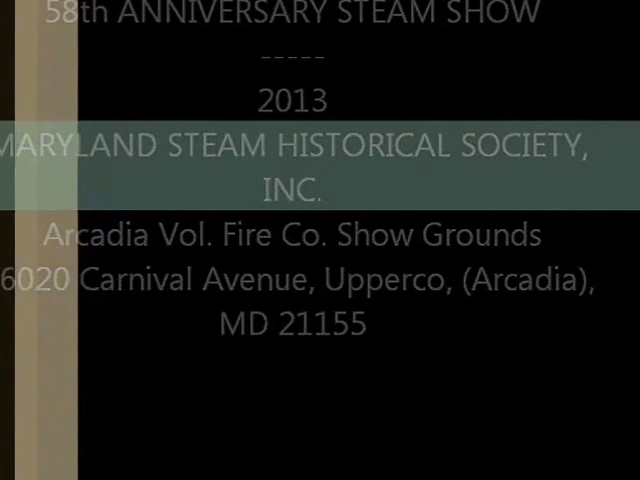 58th ANNIVERSARY STEAM SHOW
-----
2013
MARYLAND STEAM HISTORICAL SOCIETY,
INC.
Arcadia Vol. Fire Co. Show Grounds
6020 Carnival Avenue, Upperco, (Arcadia),
MD 21155